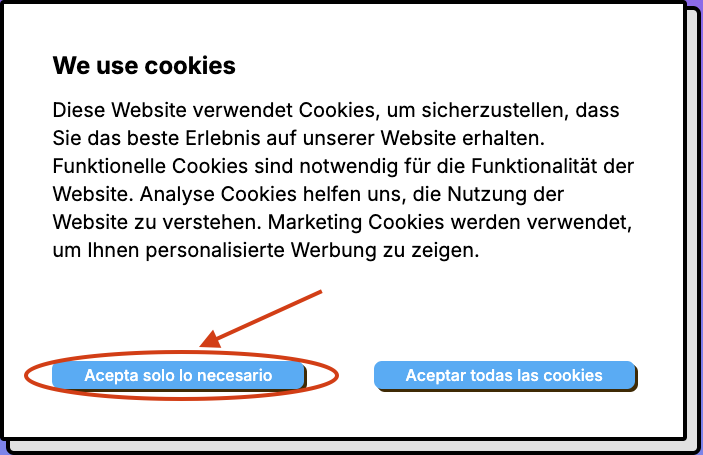 We use cookies
Diese Website verwendet Cookies, um sicherzustellen, dass
Sie das beste Erlebnis auf unserer Website erhalten.
Funktionelle Cookies sind notwendig für die Funktionalität der
Website. Analyse Cookies helfen uns, die Nutzung der
Website zu verstehen. Marketing Cookies werden verwendet,
um Ihnen personalisierte Werbung zu zeigen.
Acepta solo lo necesario
Aceptar todas las cookies